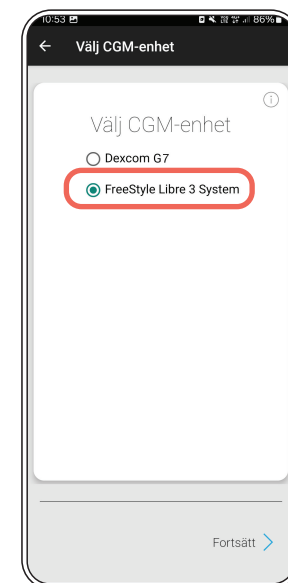 10:53 86%
Välj CGM-enhet
Välj CGM-enhet
Dexcom G7
FreeStyle Libre 3 System
Fortsätt